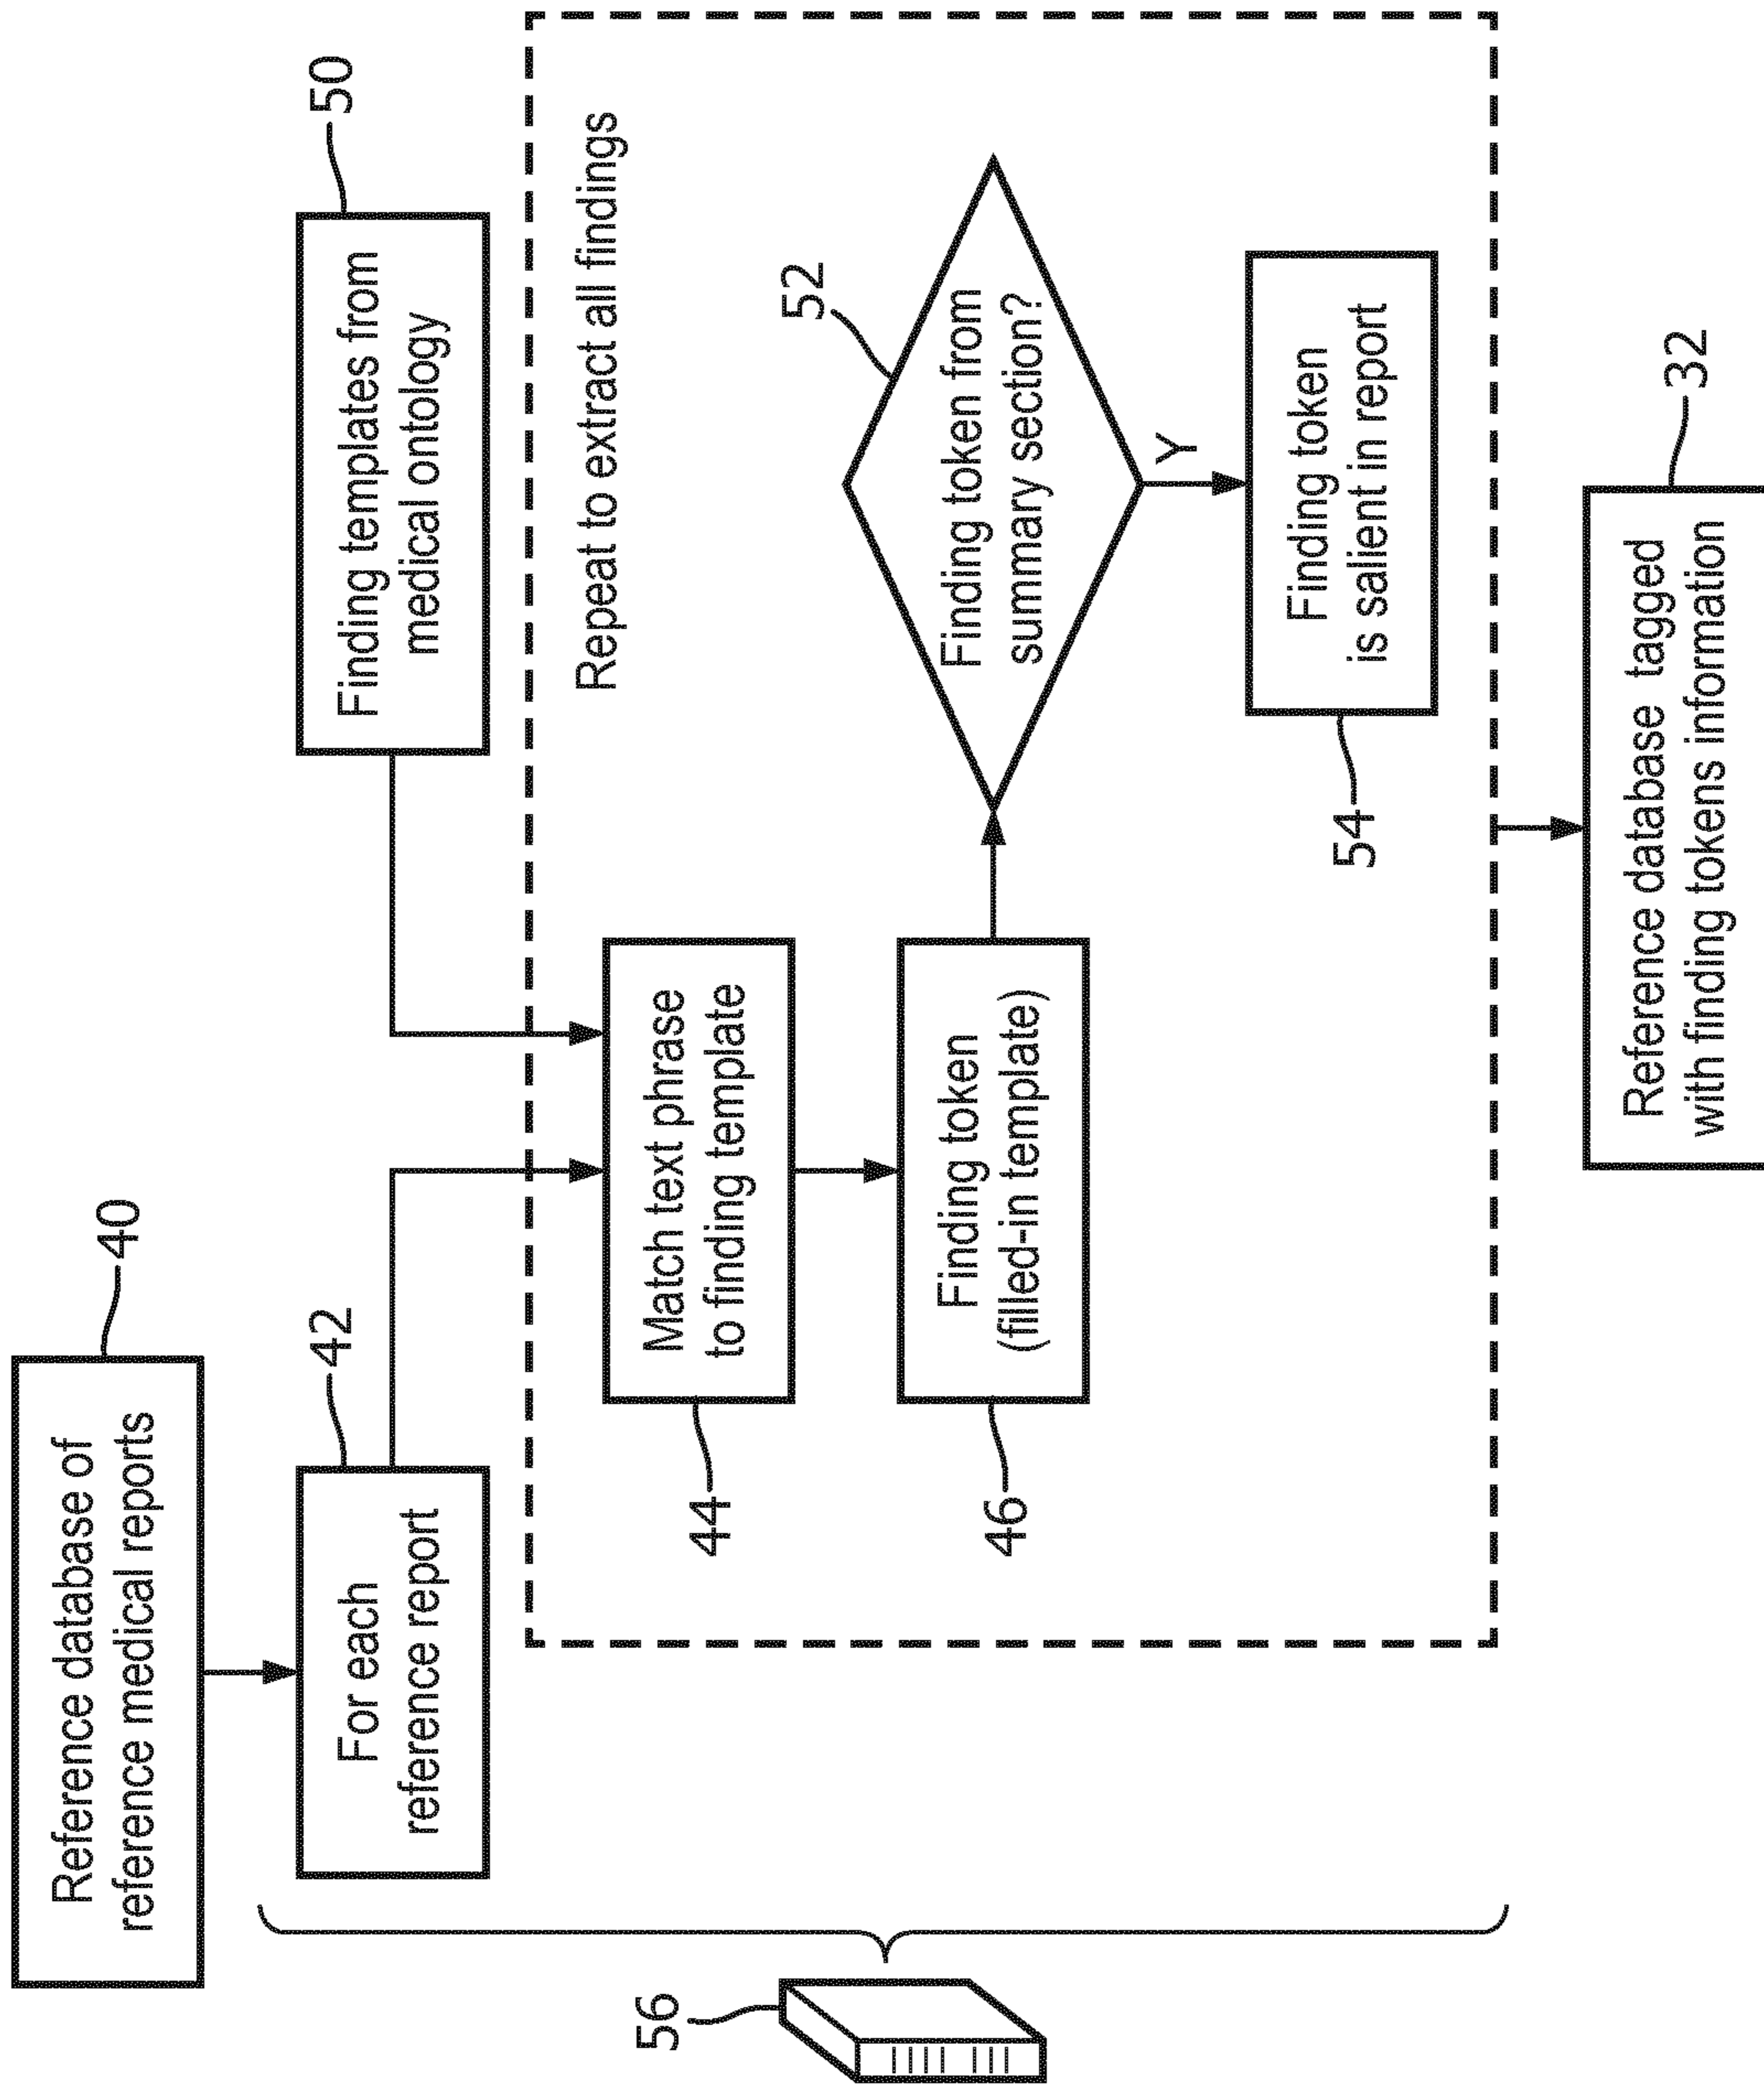 40
Reference database of
reference medical reports
42
For each
reference report
50
Finding templates from
medical ontology
Repeat to extract all findings
44
Match text phrase
to finding template
46
Finding token
(filled-in template)
52
Finding token from
summary section?
Y
54
Finding token
is salient in report
56
32
Reference database tagged
with finding tokens information